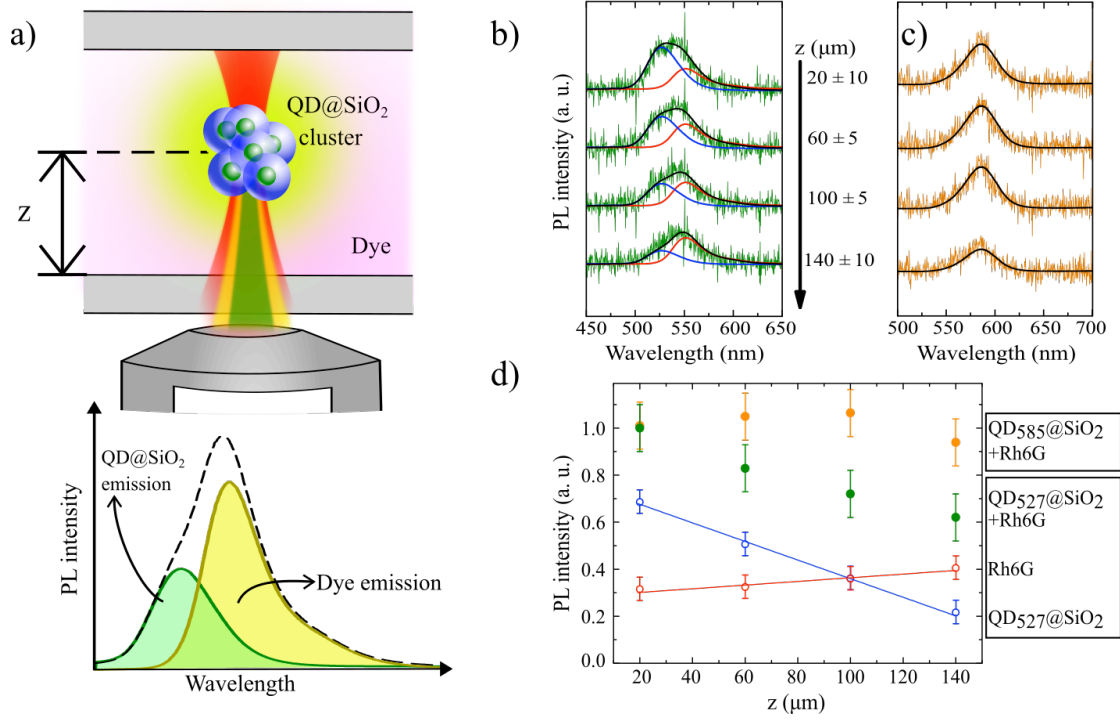 a)
QD@SiO₂
cluster
z
Dye
QD@SiO₂
emission
Dye emission
PL intensity
Wavelength
b)
z (μm)
20 ± 10
60 ± 5
100 ± 5
140 ± 10
PL intensity (a. u.)
450 500 550 600 650
Wavelength (nm)
c)
500 550 600 650 700
Wavelength (nm)
d)
PL intensity (a. u.)
1.0
0.8
0.6
0.4
0.2
0.0
20 40 60 80 100 120 140
z (μm)
QD₅₈₅@SiO₂
+Rh6G
QD₅₂₇@SiO₂
+Rh6G
Rh6G
QD₅₂₇@SiO₂